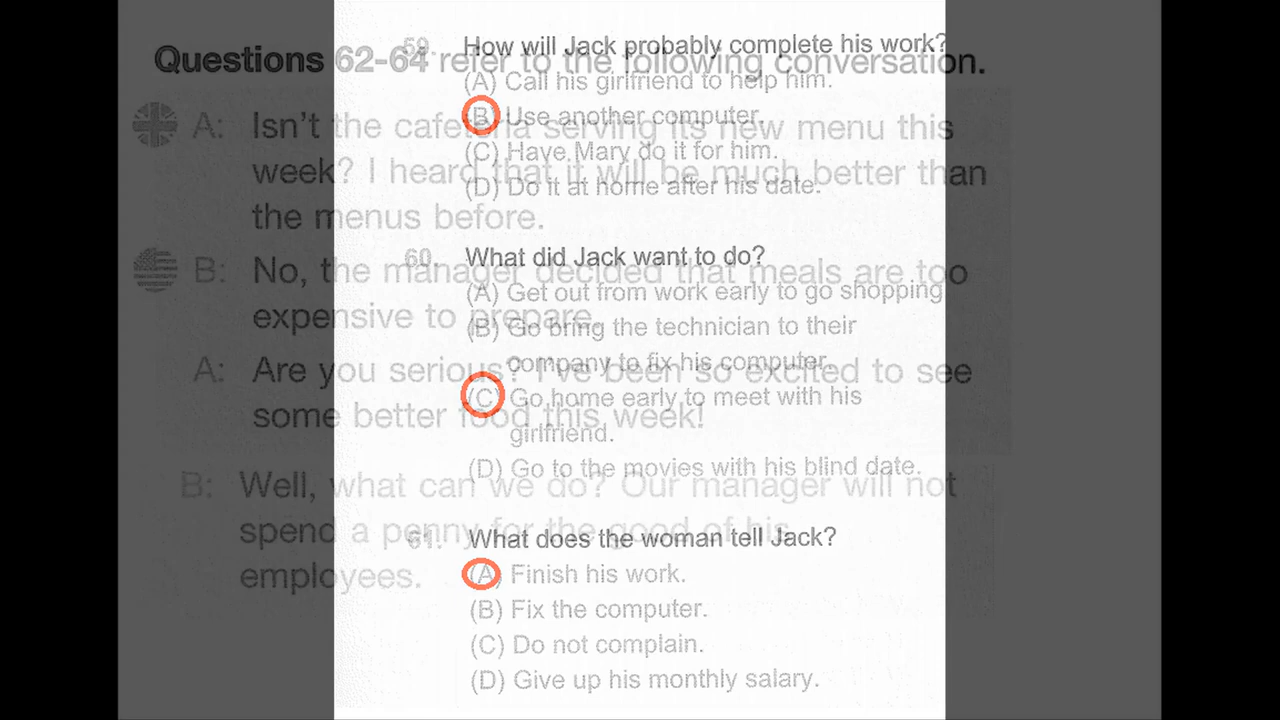 Questions 62-64 refer to the following conversation.
A: Isn't the cafeteria serving its new menu this
week? I heard that it will be much better than
the menus before.
B: No, the manager decided that meals are too
expensive to prepare.
A: Are you serious? I've been so excited to see
some better food this week!
B: Well, what can we do? Our manager will not
spend a penny for the good of his
employees.
59. How will Jack probably complete his work?
(A) Call his girlfriend to help him.
(B) Use another computer.
(C) Have Mary do it for him.
(D) Do it at home after his date.
60. What did Jack want to do?
(A) Get out from work early to go shopping
(B) Go bring the technician to their
company to fix his computer.
(C) Go home early to meet with his
girlfriend.
(D) Go to the movies with his blind date.
61. What does the woman tell Jack?
(A) Finish his work.
(B) Fix the computer.
(C) Do not complain.
(D) Give up his monthly salary.